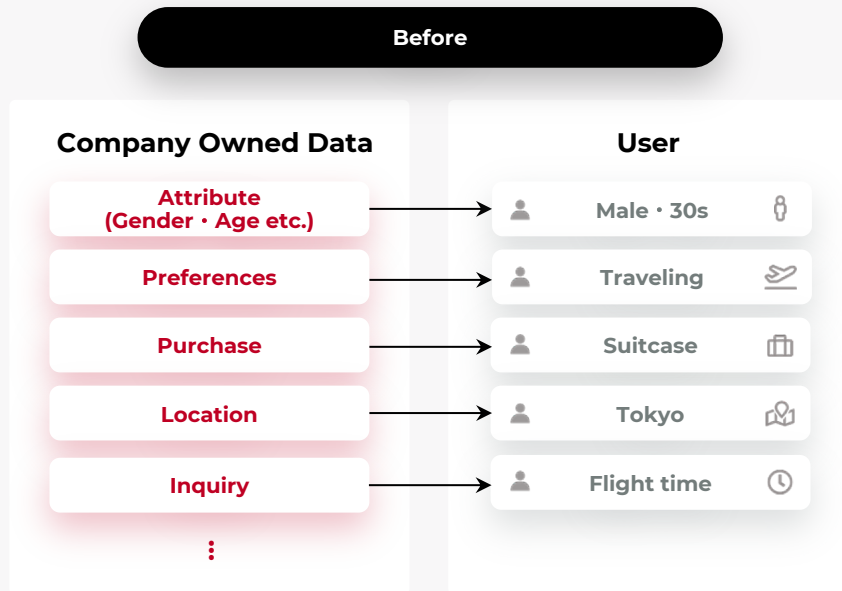 Before
Company Owned Data
User
Attribute
(Gender・Age etc.)
Male・30s
Preferences
Traveling
Purchase
Suitcase
Location
Tokyo
Inquiry
Flight time